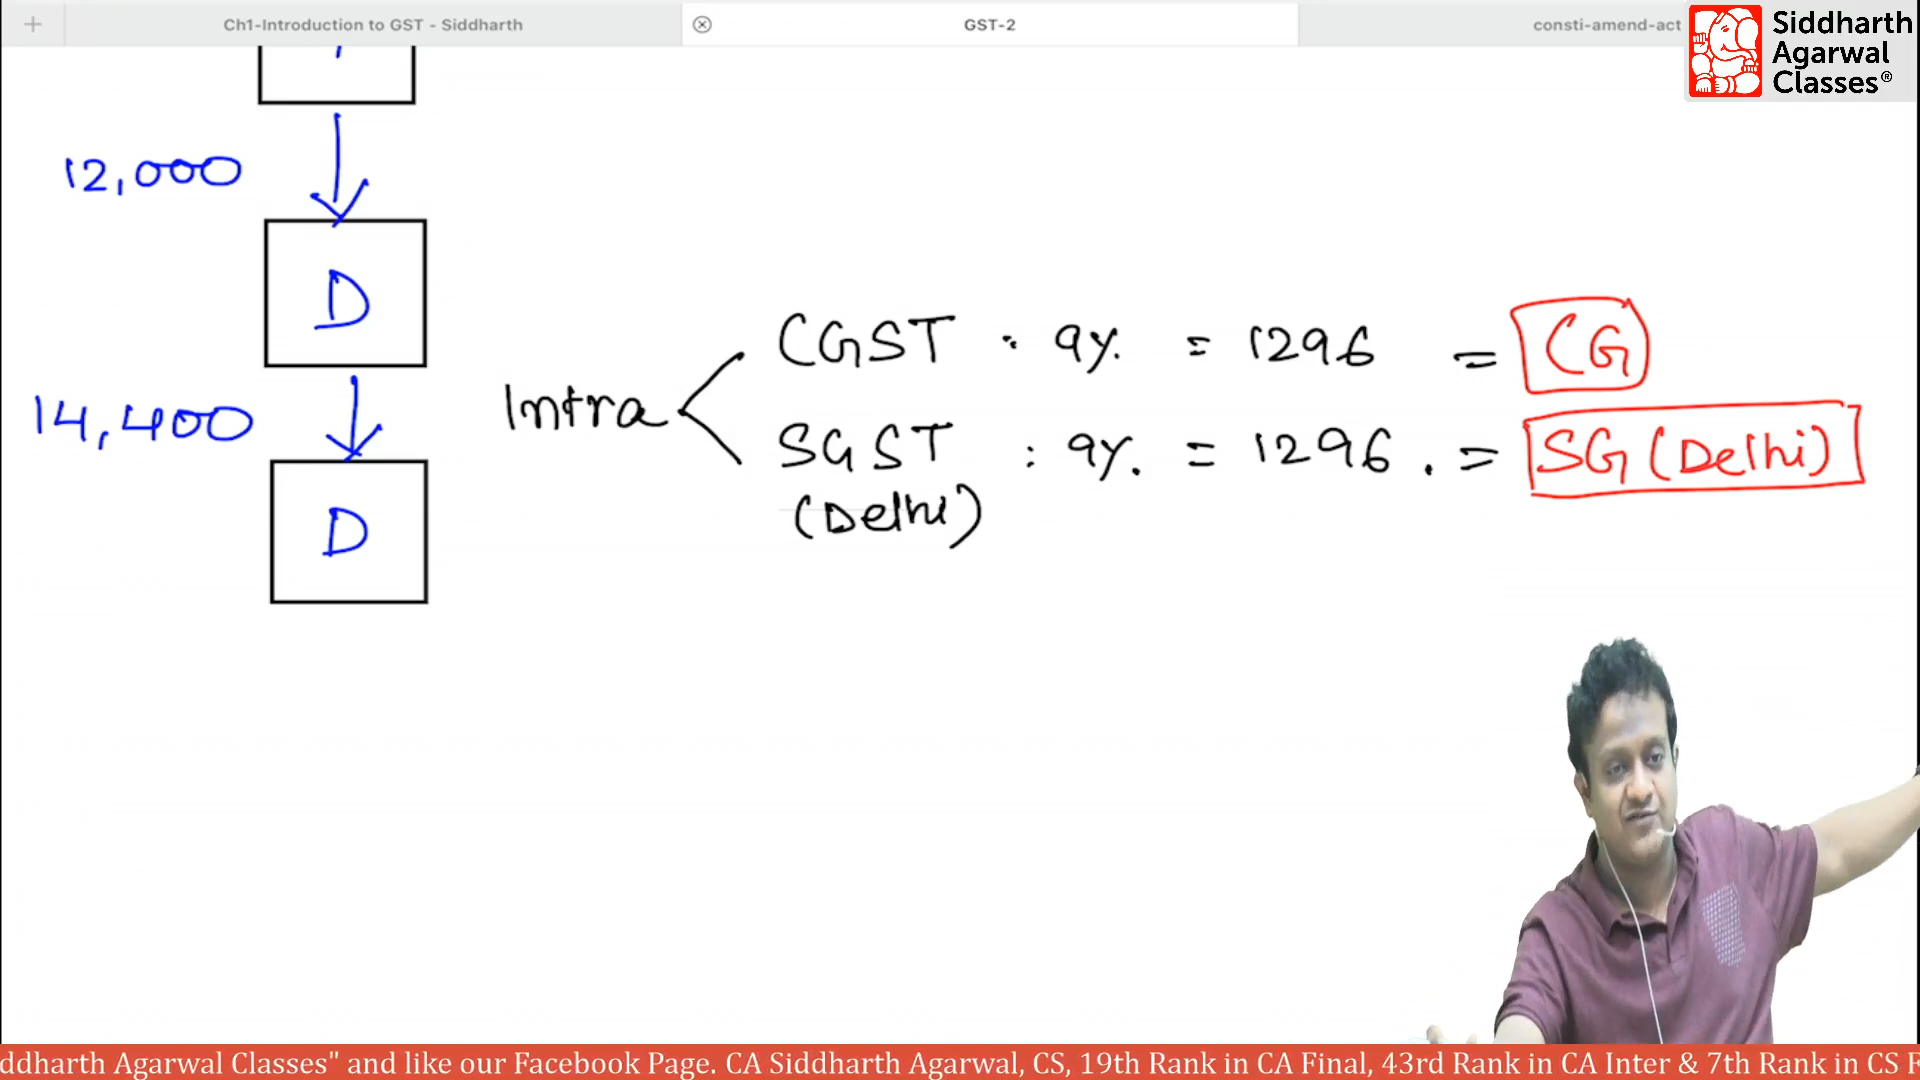 Ch1-Introduction to GST - Siddharth
GST-2
consti-amend-act
Siddharth
Agarwal
Classes®
12,000
D
14,400
D
Intra
CGST : 9%. = 1296 = CG
SGST : 9%. = 1296. = SG (Delhi)
(Delhi)
ddharth Agarwal Classes" and like our Facebook Page. CA Siddharth Agarwal, CS, 19th Rank in CA Final, 43rd Rank in CA Inter & 7th Rank in CS F